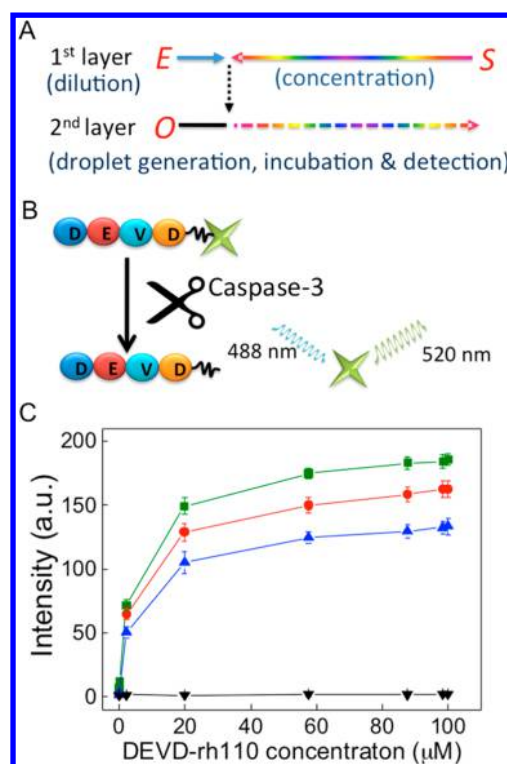 A
1st layer
(dilution)
E
S
(concentration)
2nd layer
O
(droplet generation, incubation & detection)
B
D E V D
Caspase-3
D E V D
488 nm
520 nm
C
200
150
100
50
0
Intensity (a.u.)
0 20 40 60 80 100
DEVD-rh110 concentraton (μM)